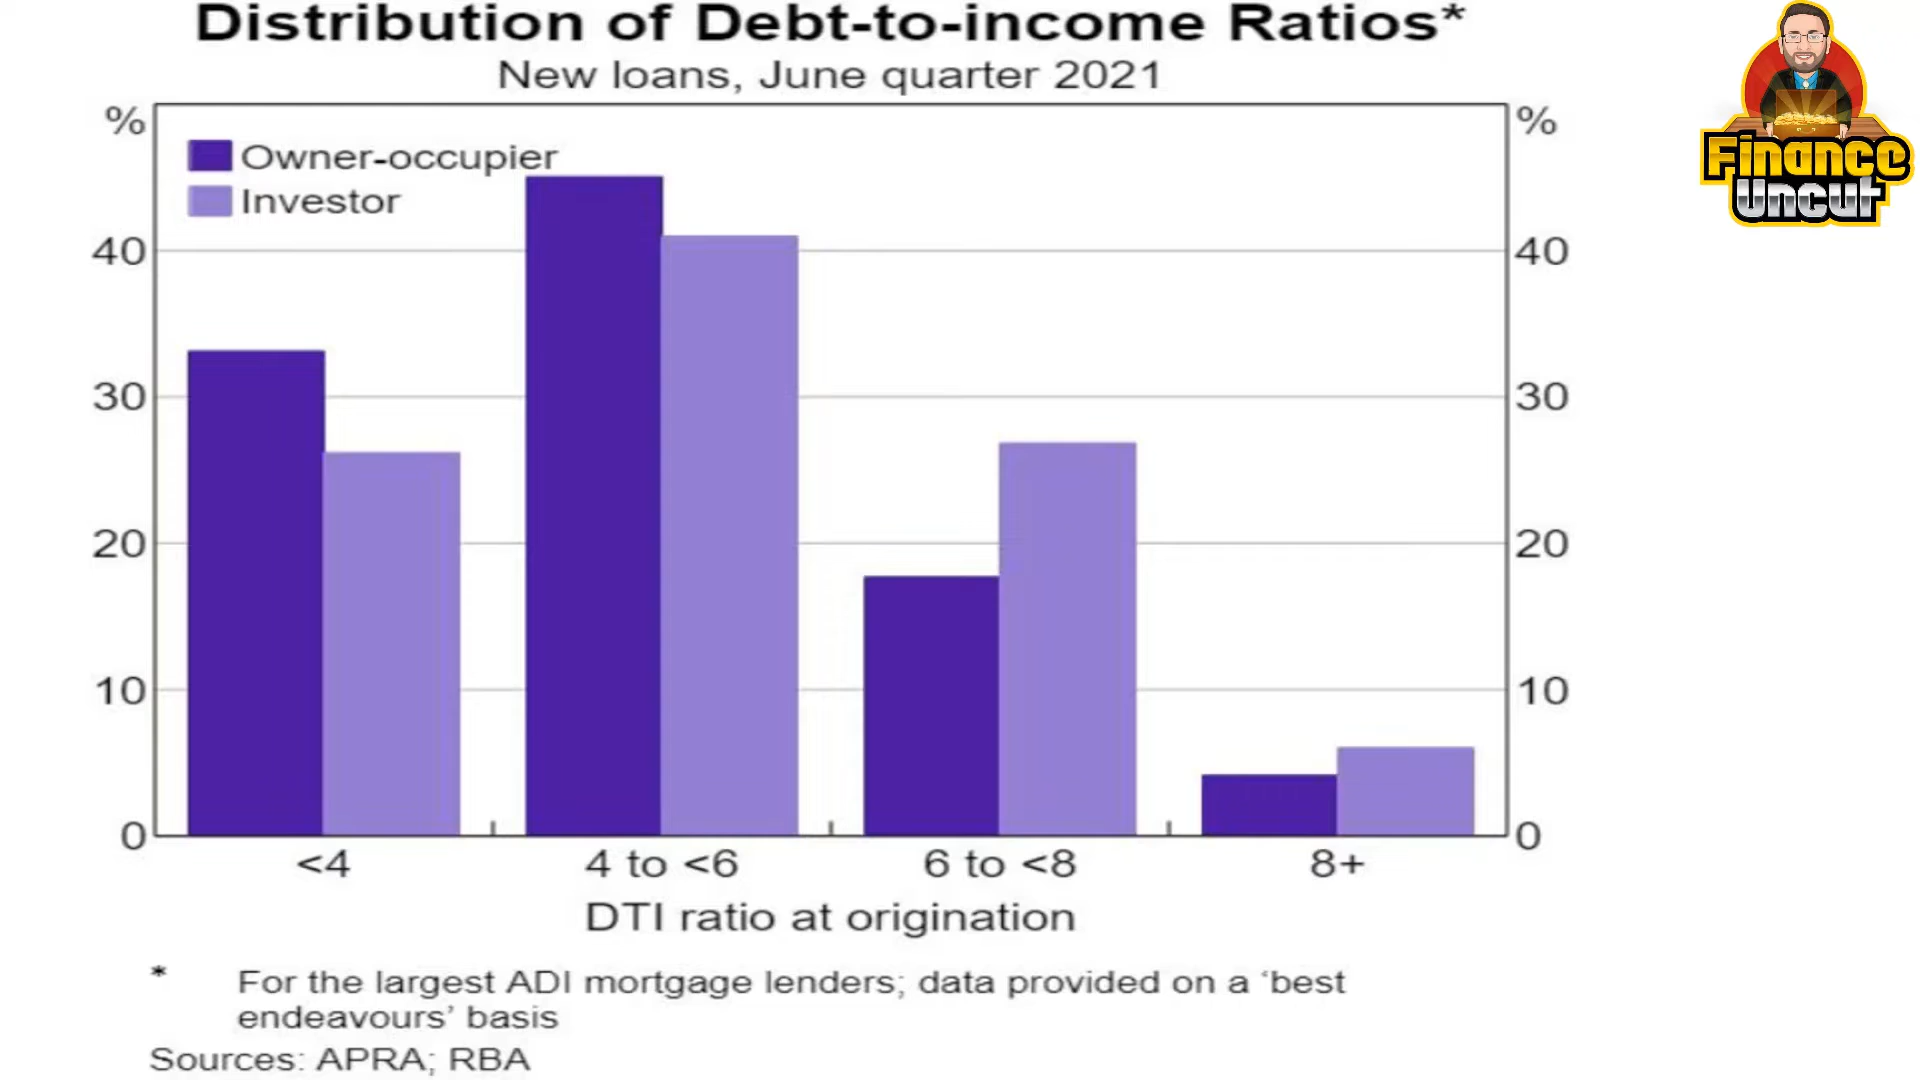 Distribution of Debt-to-income Ratios*
New loans, June quarter 2021
% %
Owner-occupier
Investor
40 40
30 30
20 20
10 10
0 0
<4 4 to <6 6 to <8 8+
DTI ratio at origination
* For the largest ADI mortgage lenders; data provided on a ‘best
endeavours’ basis
Sources: APRA; RBA
Finance
Uncut